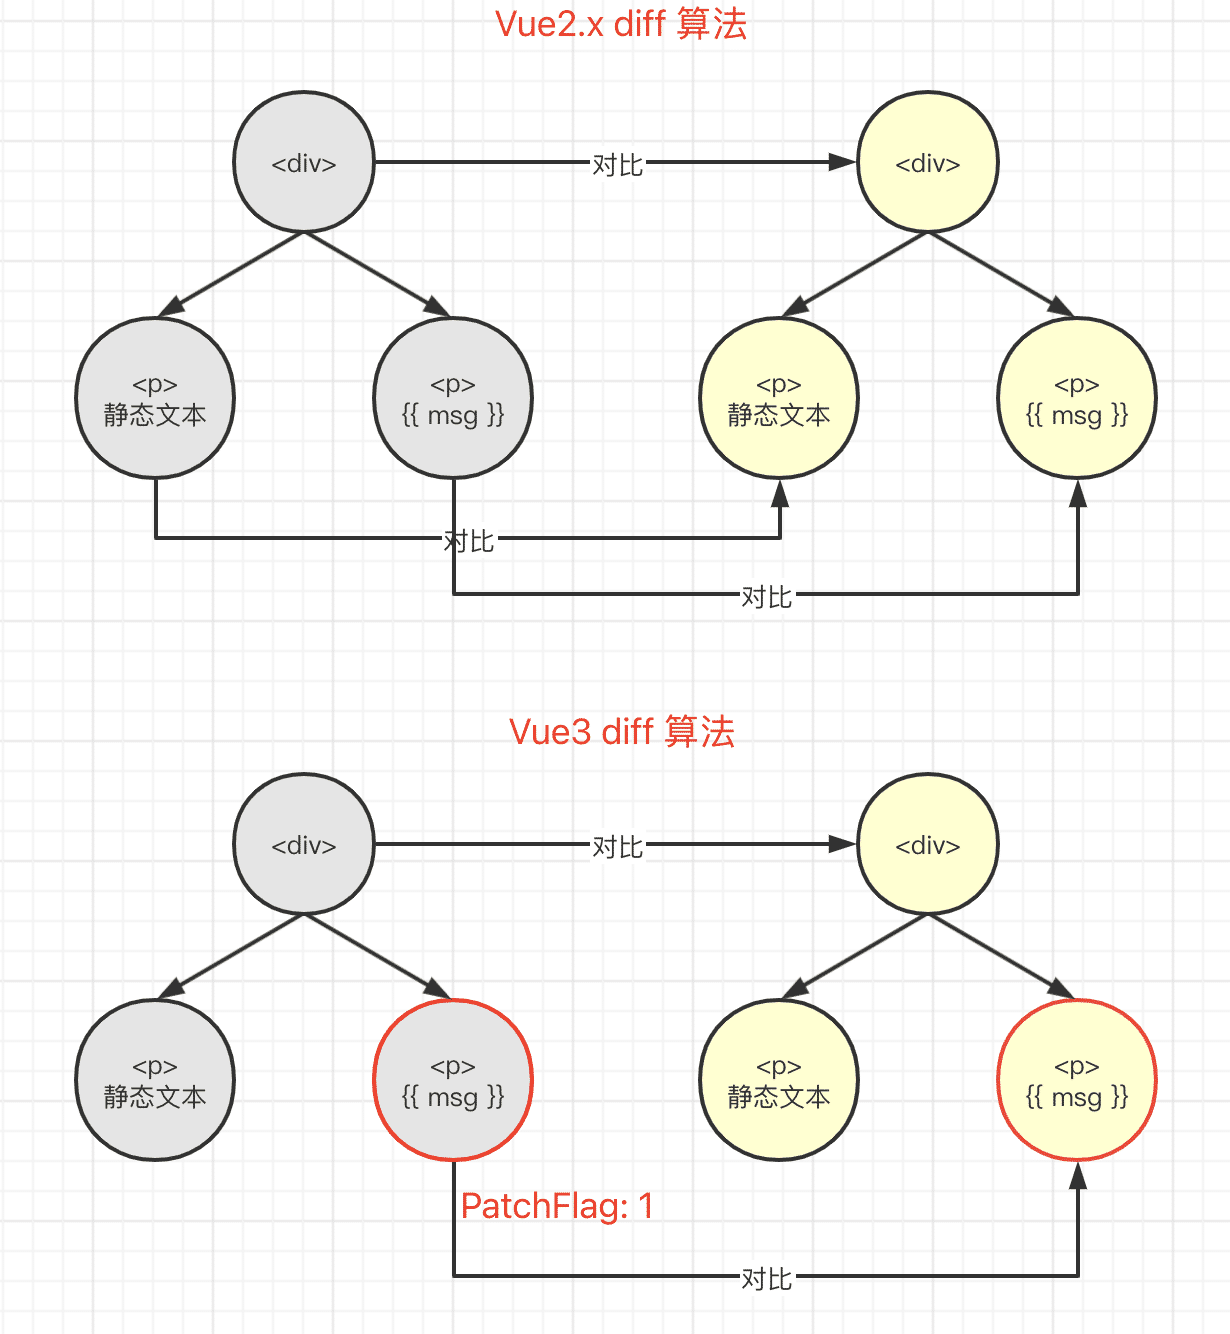 Vue2.x diff 算法
<div>
对比
<div>
<p>
静态文本
<p>
{{ msg }}
<p>
静态文本
<p>
{{ msg }}
对比
对比
Vue3 diff 算法
<div>
对比
<div>
<p>
静态文本
<p>
{{ msg }}
<p>
静态文本
<p>
{{ msg }}
PatchFlag: 1
对比